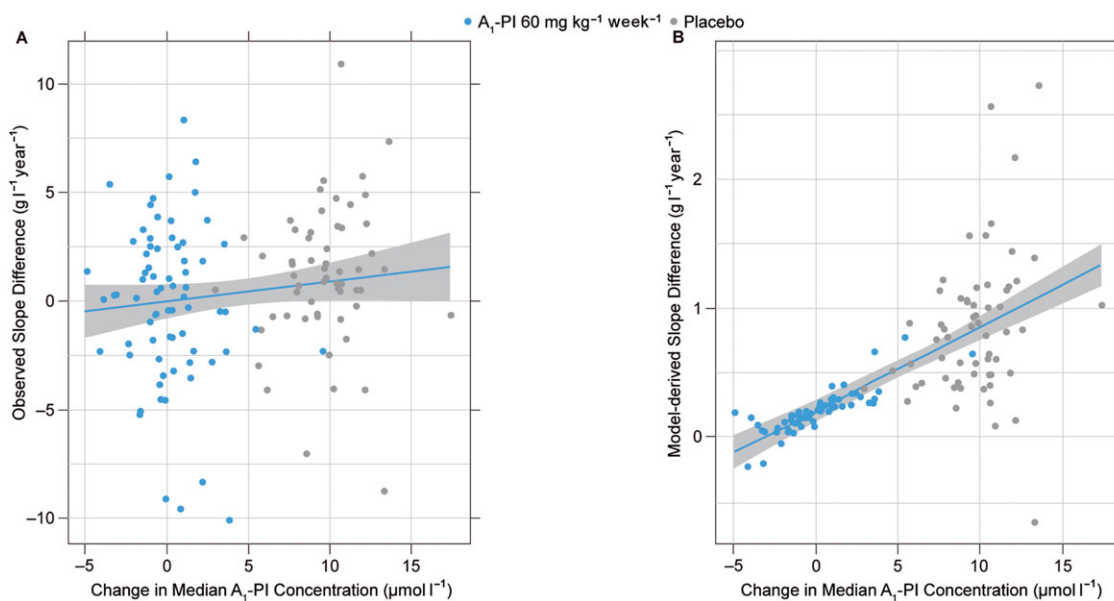 A₁-PI 60 mg kg⁻¹ week⁻¹ Placebo
A
Observed Slope Difference (g l⁻¹ year⁻¹)
10
5
0
−5
−10
−5 0 5 10 15
Change in Median A₁-PI Concentration (µmol l⁻¹)
B
Model-derived Slope Difference (g l⁻¹ year⁻¹)
2
1
0
−5 0 5 10 15
Change in Median A₁-PI Concentration (µmol l⁻¹)